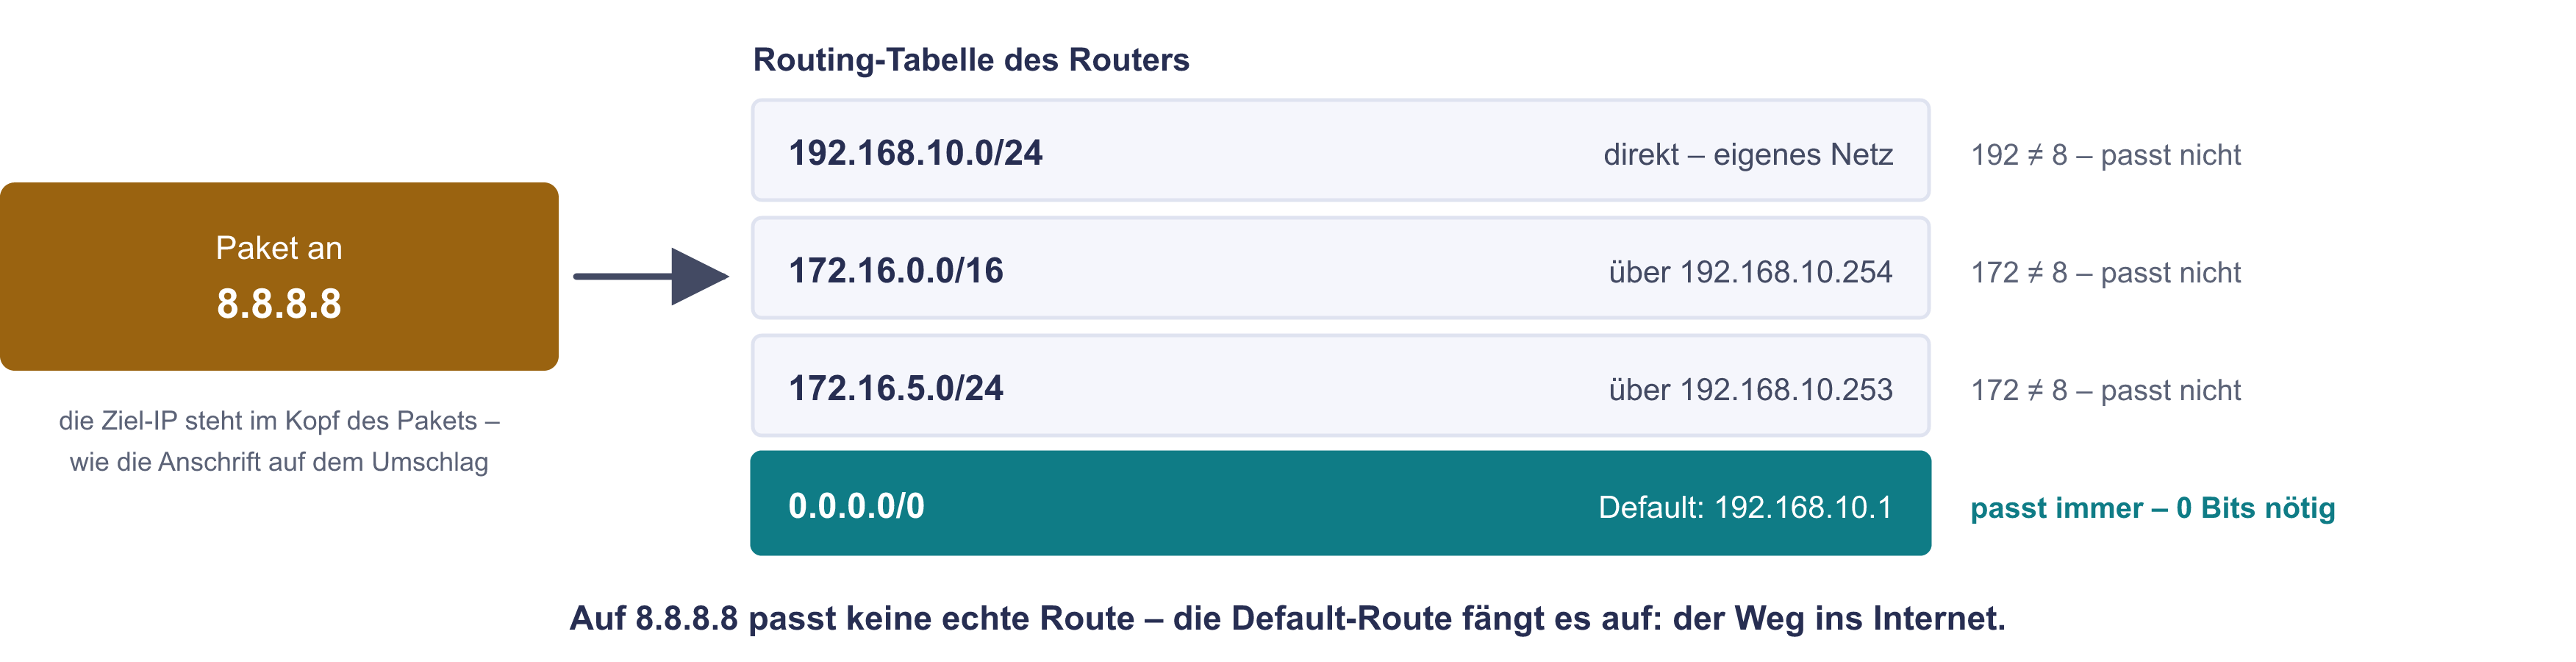 Routing-Tabelle des Routers
Paket an
8.8.8.8
die Ziel-IP steht im Kopf des Pakets –
wie die Anschrift auf dem Umschlag
192.168.10.0/24 direkt – eigenes Netz 192 ≠ 8 – passt nicht
172.16.0.0/16 über 192.168.10.254 172 ≠ 8 – passt nicht
172.16.5.0/24 über 192.168.10.253 172 ≠ 8 – passt nicht
0.0.0.0/0 Default: 192.168.10.1 passt immer – 0 Bits nötig
Auf 8.8.8.8 passt keine echte Route – die Default-Route fängt es auf: der Weg ins Internet.